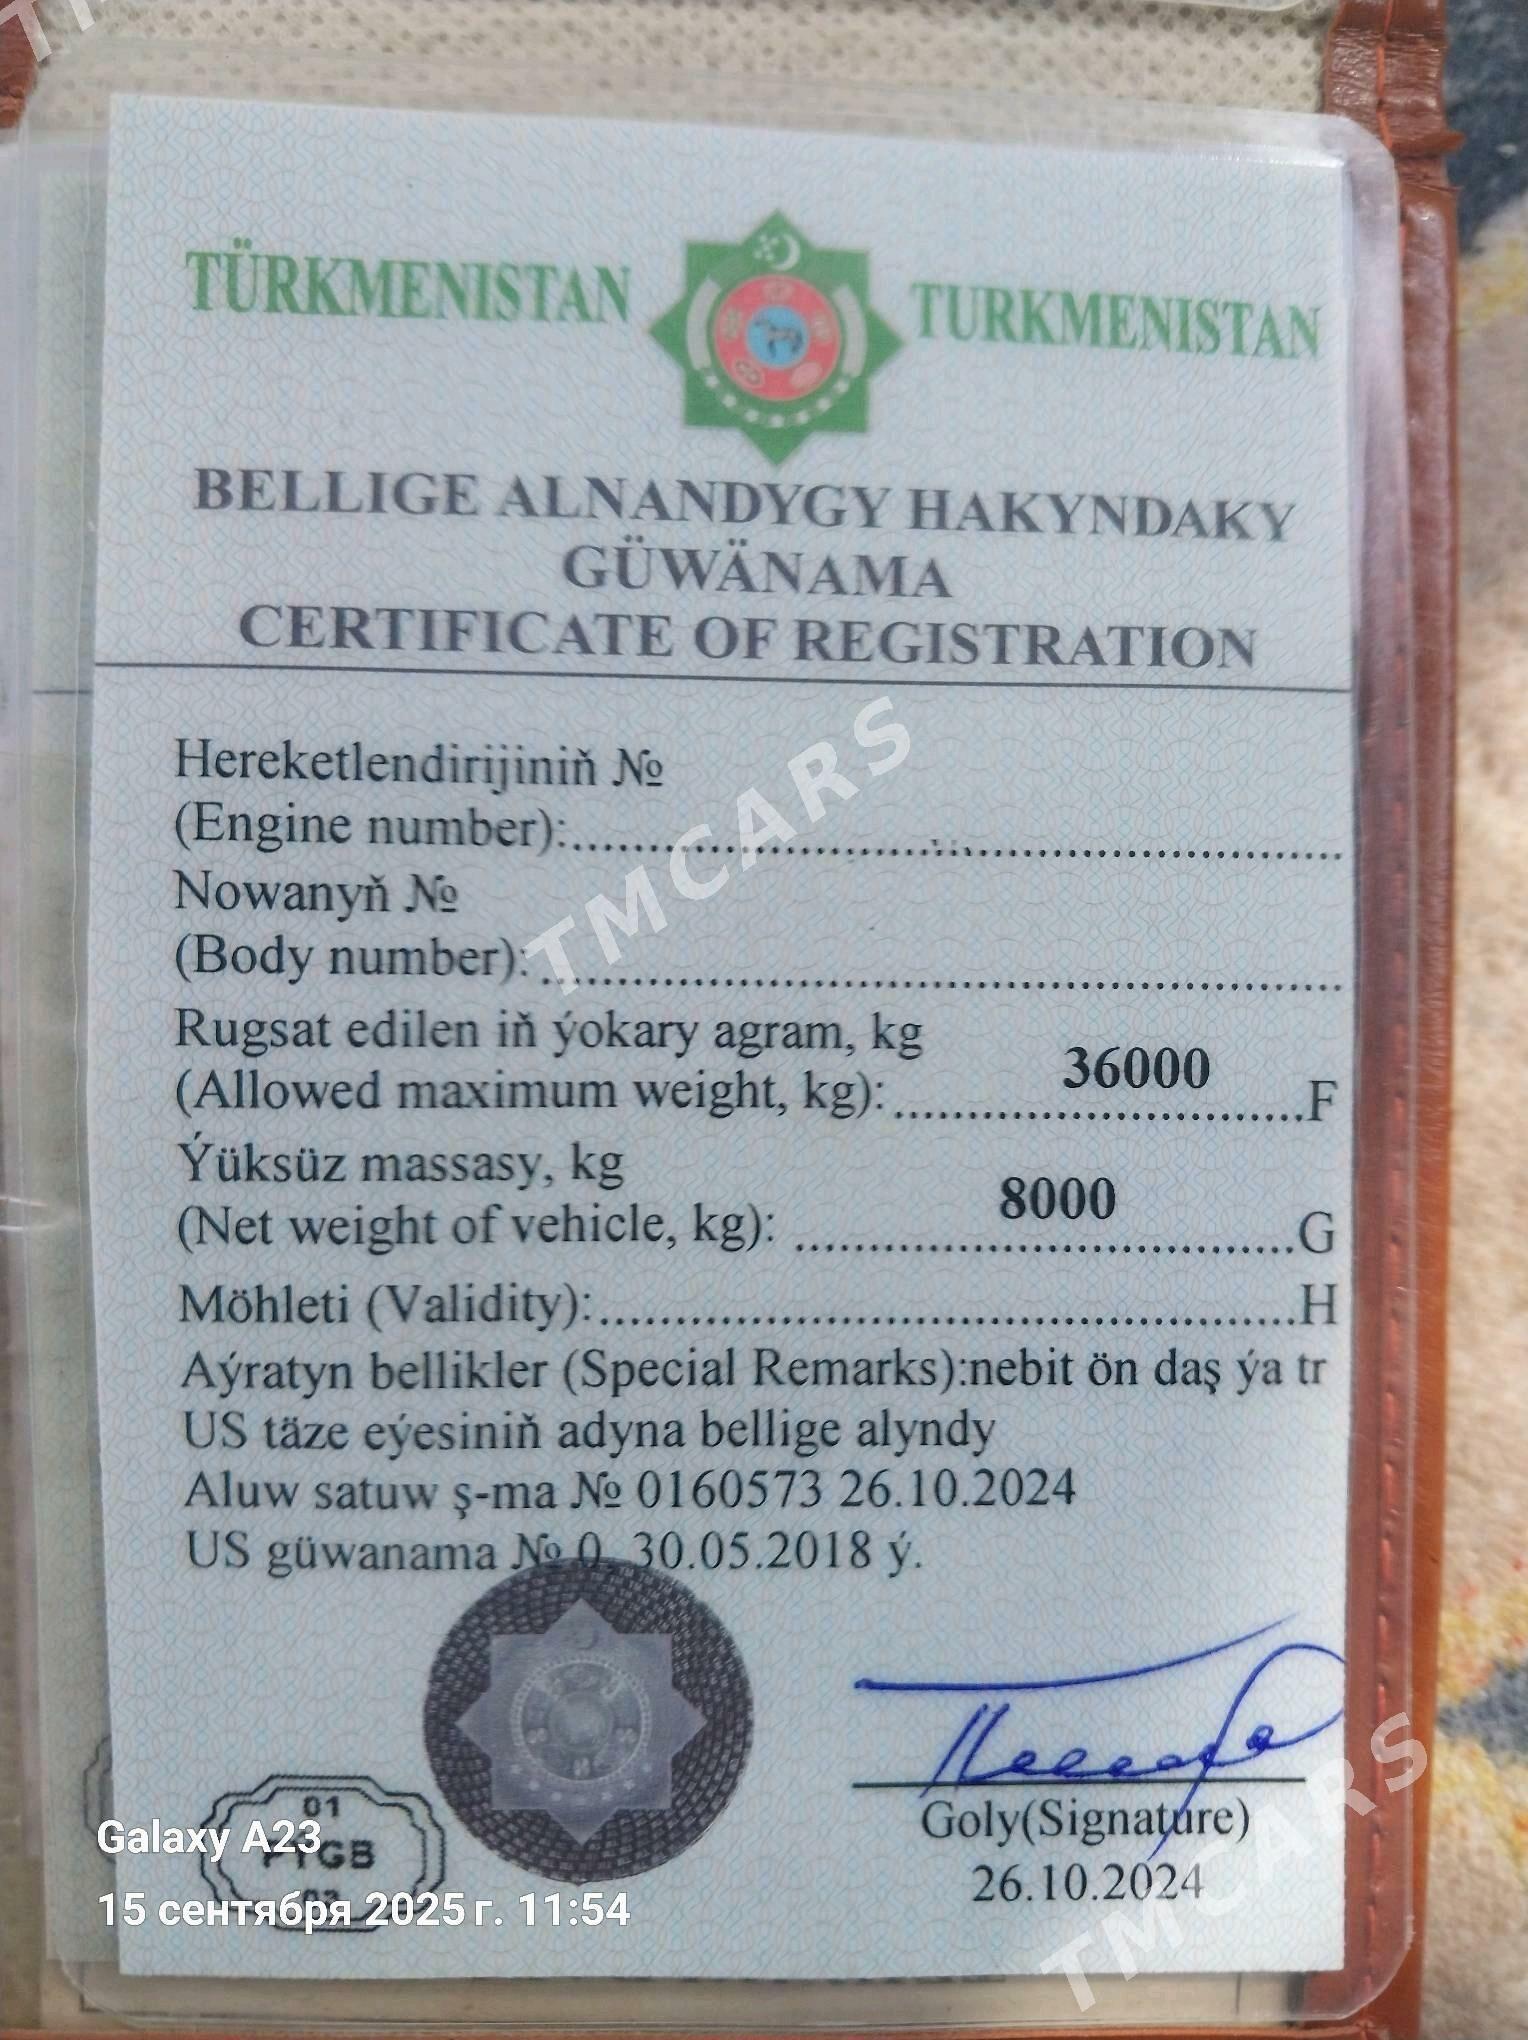 TÜRKMENISTAN TURKMENISTAN
BELLIGE ALNANDYGY HAKYNDAKY
GÜWÄNAMA
CERTIFICATE OF REGISTRATION
Hereketlendirijiniň №
(Engine number):
Nowanyň №
(Body number):
Rugsat edilen iň ýokary agram, kg
(Allowed maximum weight, kg): 36000 F
Ýüksüz massasy, kg
(Net weight of vehicle, kg): 8000 G
Möhleti (Validity): H
Aýratyn bellikler (Special Remarks):nebit ön daş ýa tr
US täze eýesiniň adyna bellige alyndy
Aluw satuw ş-ma № 0160573 26.10.2024
US güwanama № 0 30.05.2018 ý.
Goly(Signature)
26.10.2024
01
PTGB
03
Galaxy A23
15 сентября 2025 г. 11:54
TMCARS
TMCARS